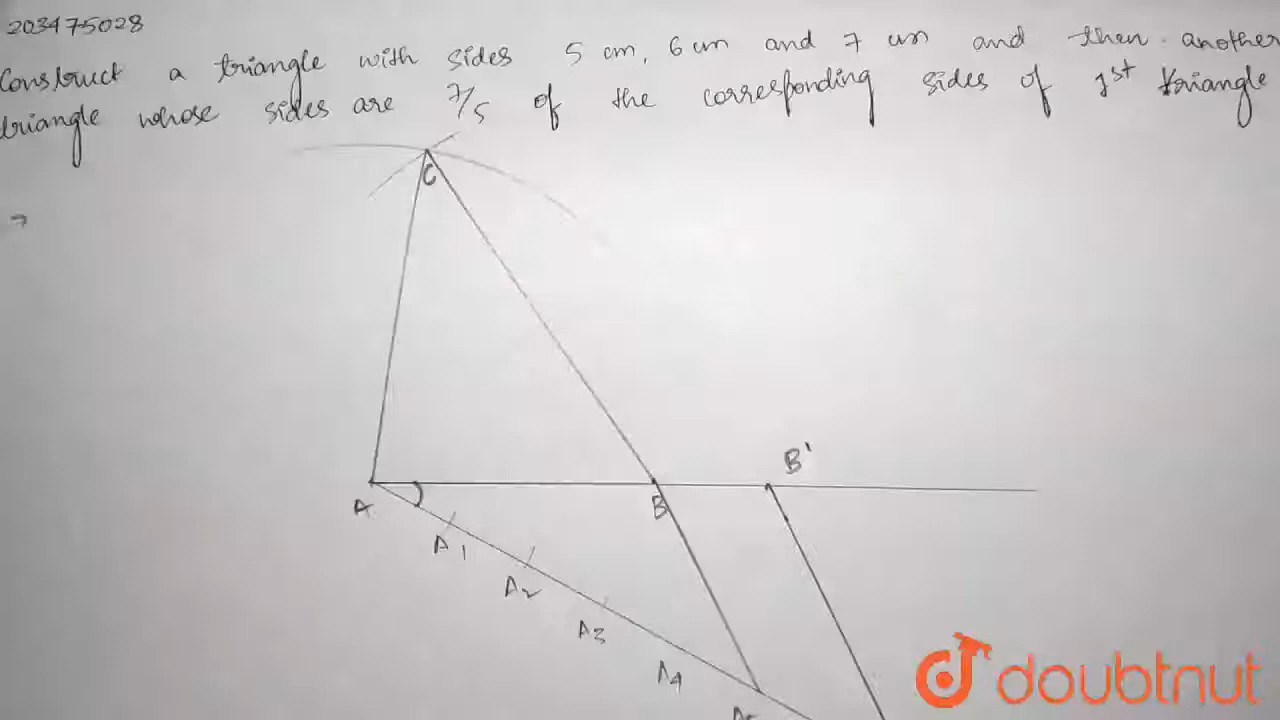 203475028
Construct a triangle with sides 5 cm, 6 cm and 7 cm and then another
triangle whose sides are 7/5 of the corresponding sides of 1st triangle
C
B'
A
B
A1
A2
A3
A4
A5
doubtnut